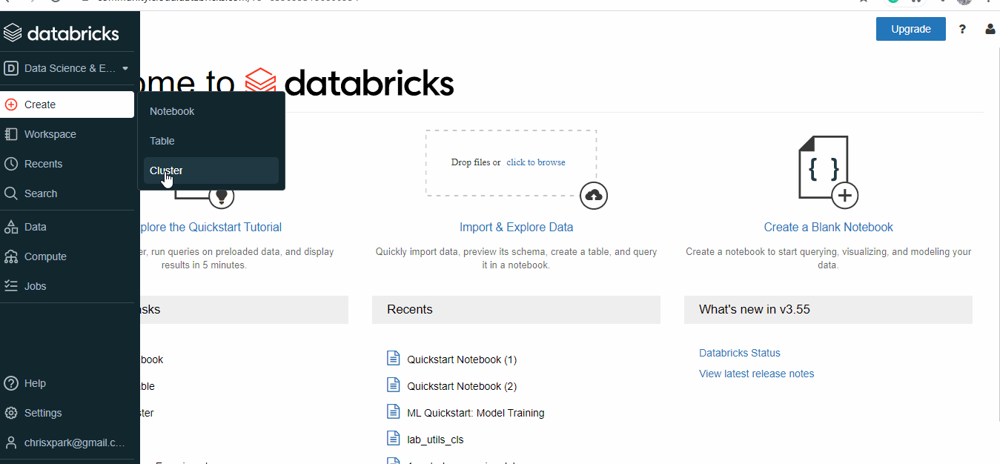 databricks
Data Science & E...
Create
Workspace
Recents
Search
Data
Compute
Jobs
Help
Settings
chrisxpark@gmail.c...
Notebook
Table
Cluster
Upgrade
?
ome to databricks
plore the Quickstart Tutorial
er, run queries on preloaded data, and display
results in 5 minutes.
Drop files or click to browse
Import & Explore Data
Quickly import data, preview its schema, create a table, and query
it in a notebook.
{ }
Create a Blank Notebook
Create a notebook to start querying, visualizing, and modeling your
data.
asks
book
ble
ster
Recents
Quickstart Notebook (1)
Quickstart Notebook (2)
ML Quickstart: Model Training
lab_utils_cls
What's new in v3.55
Databricks Status
View latest release notes